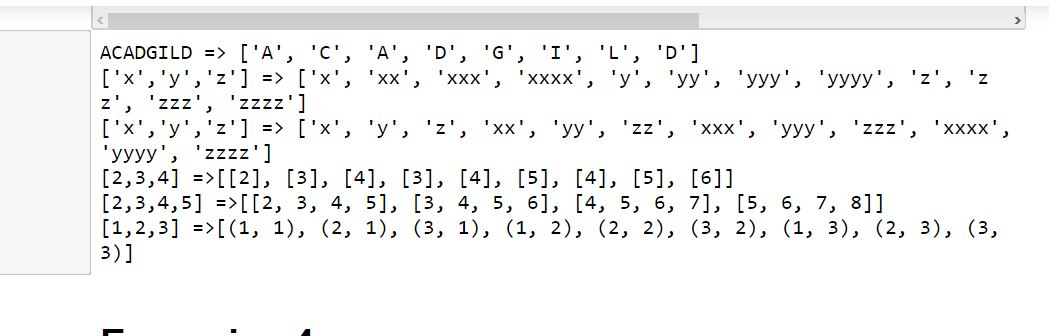 ACADGILD => ['A', 'C', 'A', 'D', 'G', 'I', 'L', 'D']
['x','y','z'] => ['x', 'xx', 'xxx', 'xxxx', 'y', 'yy', 'yyy', 'yyyy', 'z', 'z
z', 'zzz', 'zzzz']
['x','y','z'] => ['x', 'y', 'z', 'xx', 'yy', 'zz', 'xxx', 'yyy', 'zzz', 'xxxx',
'yyyy', 'zzzz']
[2,3,4] =>[[2], [3], [4], [3], [4], [5], [4], [5], [6]]
[2,3,4,5] =>[[2, 3, 4, 5], [3, 4, 5, 6], [4, 5, 6, 7], [5, 6, 7, 8]]
[1,2,3] =>[(1, 1), (2, 1), (3, 1), (1, 2), (2, 2), (3, 2), (1, 3), (2, 3), (3,
3)]